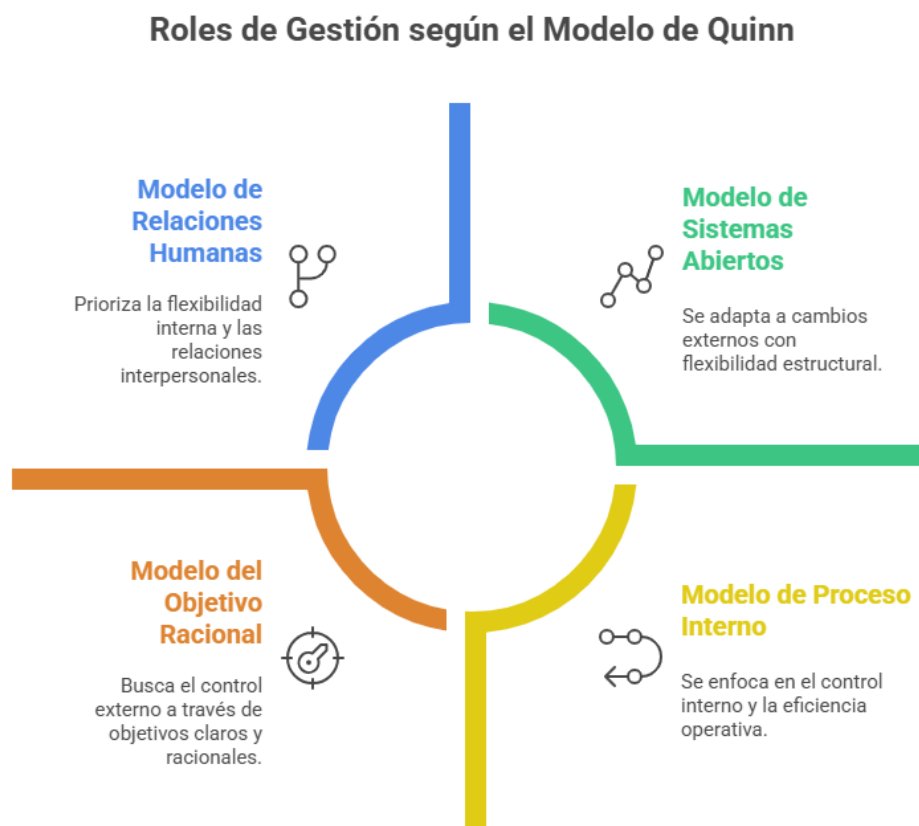 Roles de Gestión según el Modelo de Quinn
Modelo de
Relaciones
Humanas
Prioriza la flexibilidad
interna y las
relaciones
interpersonales.
Modelo de
Sistemas
Abiertos
Se adapta a cambios
externos con
flexibilidad estructural.
Modelo del
Objetivo
Racional
Busca el control
externo a través de
objetivos claros y
racionales.
Modelo de Proceso
Interno
Se enfoca en el control
interno y la eficiencia
operativa.